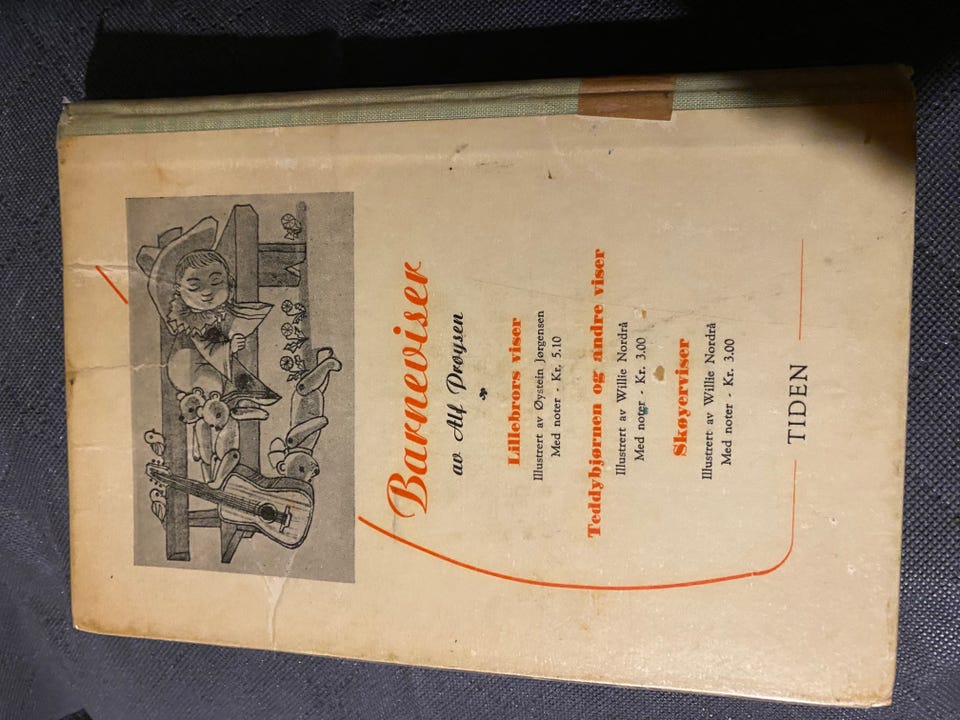 Barneviser
av Alf Prøysen
Lillebrors viser
Illustrert av Øystein Jørgensen
Med noter - Kr. 5,10
Teddybjørnen og andre viser
Illustrert av Willie Nordrå
Med noter - Kr. 3.00
Skøyerviser
Illustrert av Willie Nordrå
Med noter - Kr. 3.00
TIDEN